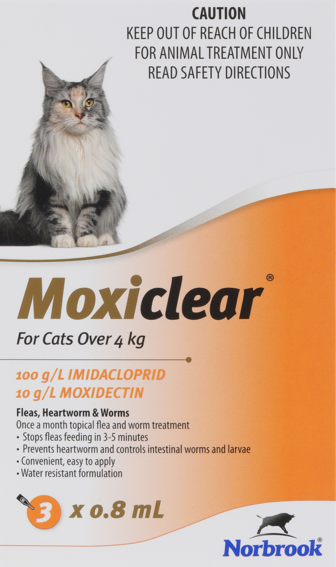 CAUTION
KEEP OUT OF REACH OF CHILDREN
FOR ANIMAL TREATMENT ONLY
READ SAFETY DIRECTIONS
Moxiclear®
For Cats Over 4 kg
100 g/L IMIDACLOPRID
10 g/L MOXIDECTIN
Fleas, Heartworm & Worms
Once a month topical flea and worm treatment
• Stops fleas feeding in 3-5 minutes
• Prevents heartworm and controls intestinal worms and larvae
• Convenient, easy to apply
• Water resistant formulation
3 x 0.8 mL
Norbrook®